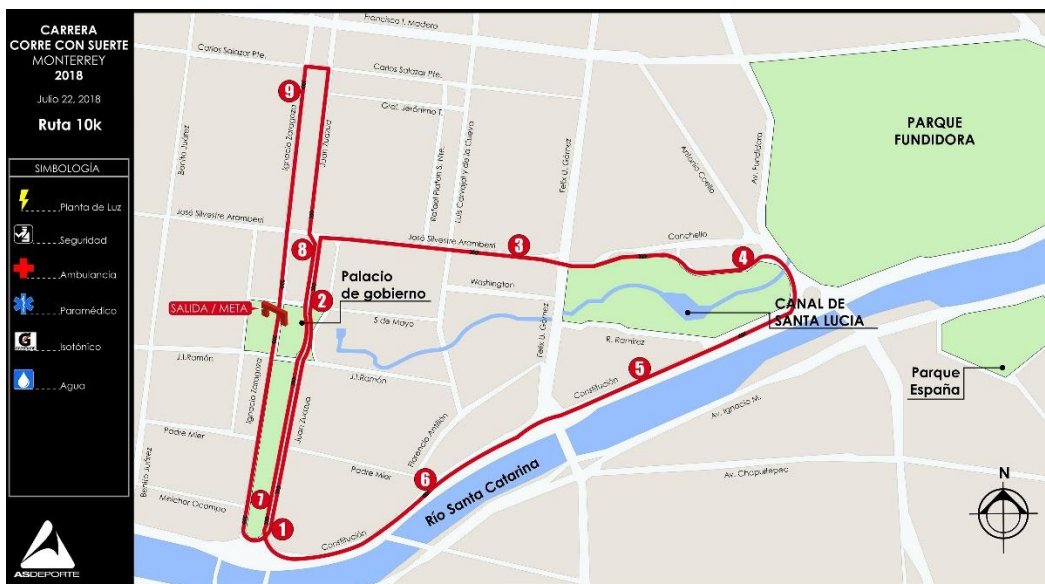 CARRERA
CORRE CON SUERTE
MONTERREY
2018
Julio 22, 2018
Ruta 10k
SIMBOLOGÍA
Planta de Luz
Seguridad
Ambulancia
Paramédico
Isotónico
Agua
ASDEPORTE
Francisco I. Madero
Carlos Salazar Pte.
Carlos Salazar Pte.
Gral. Jerónimo T.
Benito Juárez
Ignacio Zaragoza
Juan Zuazua
Rafael Platon S. Nte.
Luis Carvajal y de la Cueva
Felix U. Gómez
Antonio Coello
Av. Fundidora
PARQUE
FUNDIDORA
9
José Silvestre Aramberri
José Silvestre Aramberri
8
3
Conchello
4
Palacio
de gobierno
Washington
2
SALIDA / META
5 de Mayo
CANAL DE
SANTA LUCIA
Felix U. Gómez
R. Ramírez
J.I.Ramón
J.I.Ramón
Ignacio Zaragoza
Juan Zuazua
5
Constitución
Parque
España
Av. Ignacio M.
Padre Mier
Padre Mier
Florencio Antillón
Benito Juárez
Melchor Ocampo
6
Río Santa Catarina
Av. Chapultepec
7
1
Constitución
N